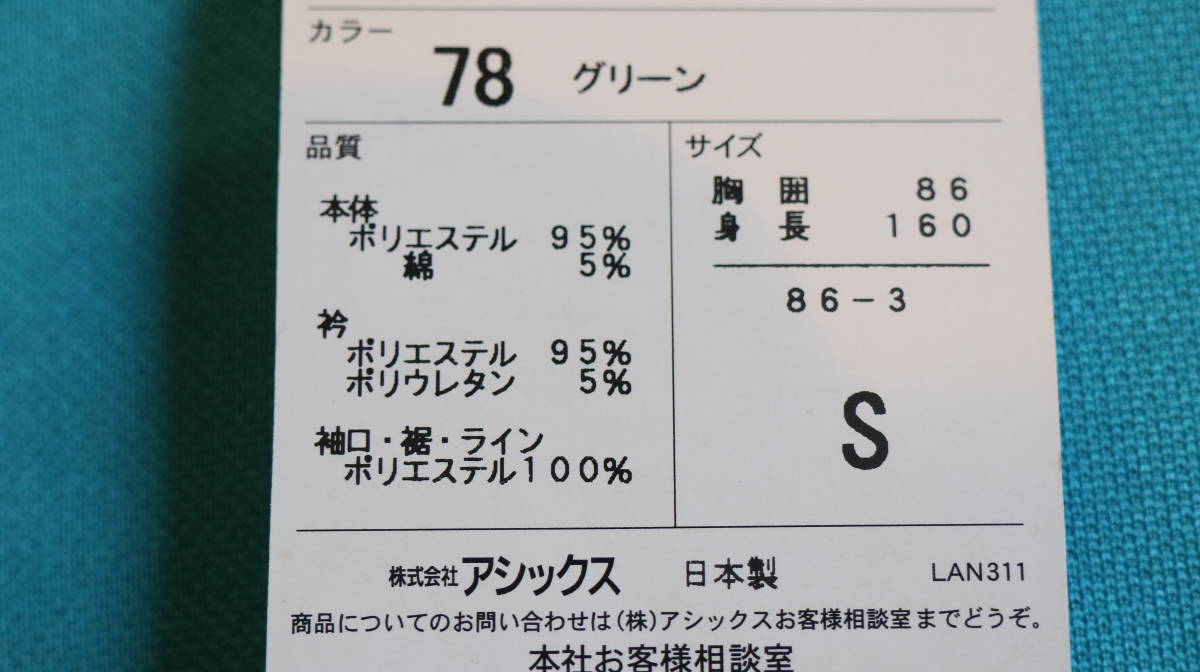 カラー
78 グリーン
品質
本体
ポリエステル 95%
綿 5%
衿
ポリエステル 95%
ポリウレタン 5%
袖口・裾・ライン
ポリエステル100%
サイズ
胸囲 86
身長 160
86-3
S
株式会社アシックス 日本製 LAN311
商品についてのお問い合わせは(株)アシックスお客様相談室までどうぞ。
本社お客様相談室